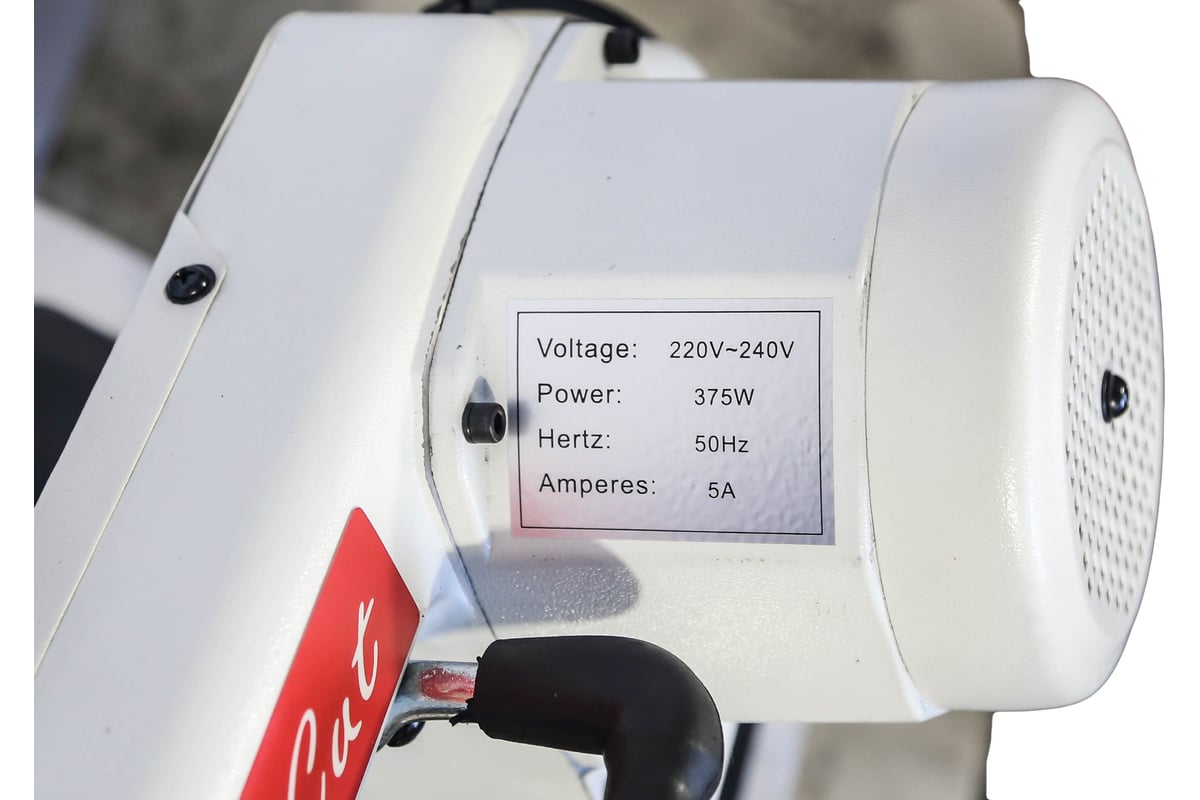 Voltage: 220V~240V
Power: 375W
Hertz: 50Hz
Amperes: 5A
Cut